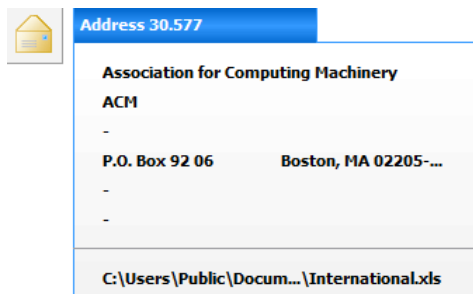 Address 30.577
Association for Computing Machinery
ACM
-
P.O. Box 92 06 Boston, MA 02205-...
-
-
C:\Users\Public\Docum...\International.xls